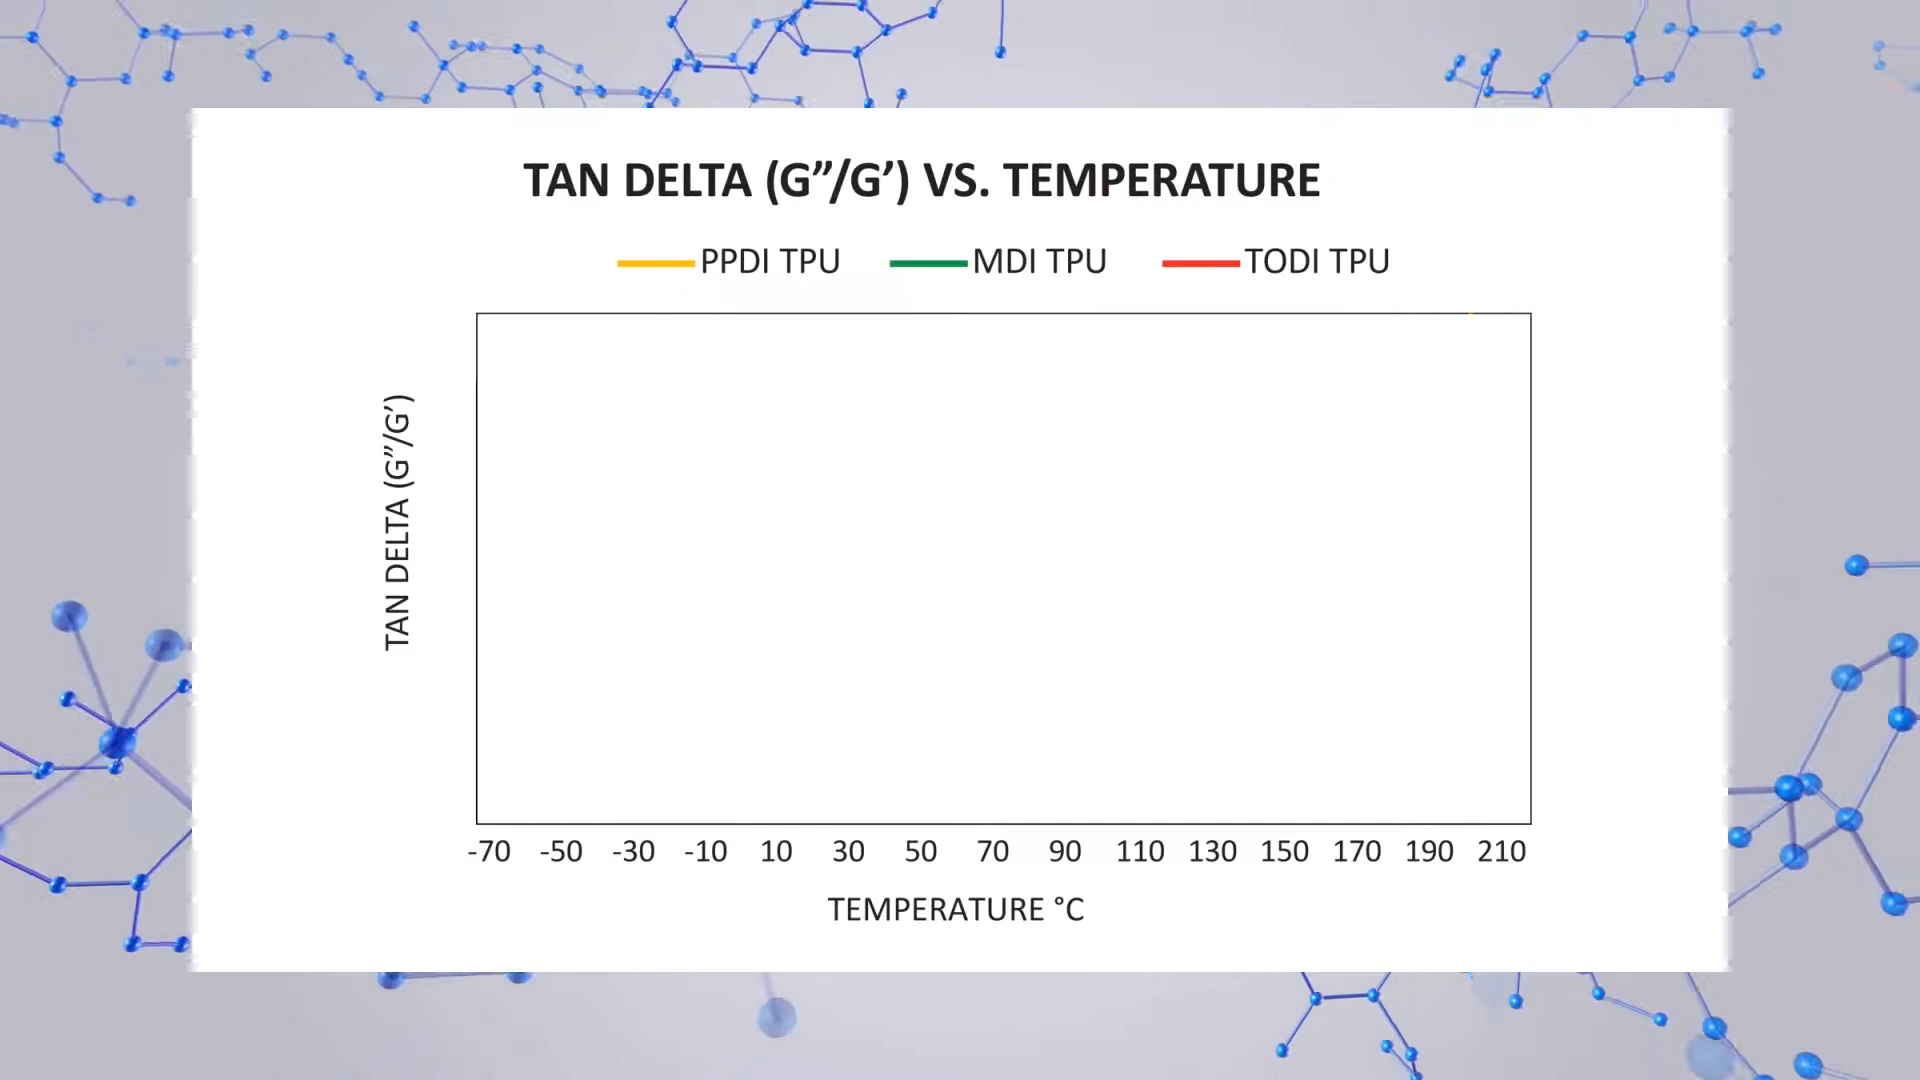 TAN DELTA (G”/G’) VS. TEMPERATURE
PPDI TPU MDI TPU TODI TPU
TAN DELTA (G”/G’)
-70 -50 -30 -10 10 30 50 70 90 110 130 150 170 190 210
TEMPERATURE °C